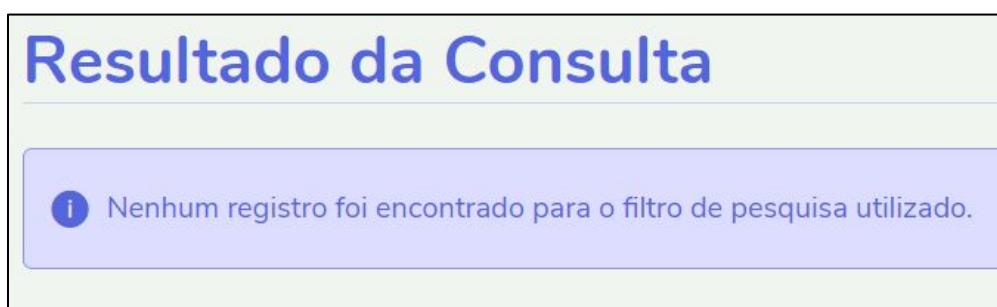 Resultado da Consulta
Nenhum registro foi encontrado para o filtro de pesquisa utilizado.